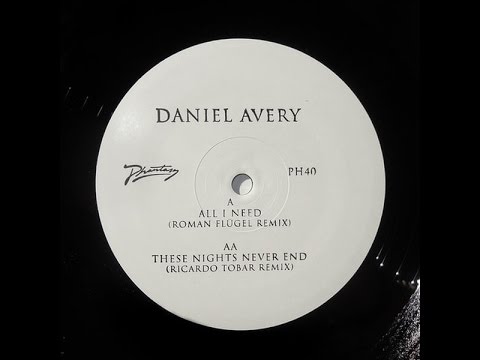 DANIEL AVERY
Phantasy
PH40
A
ALL I NEED
(ROMAN FLÜGEL REMIX)
AA
THESE NIGHTS NEVER END
(RICARDO TOBAR REMIX)